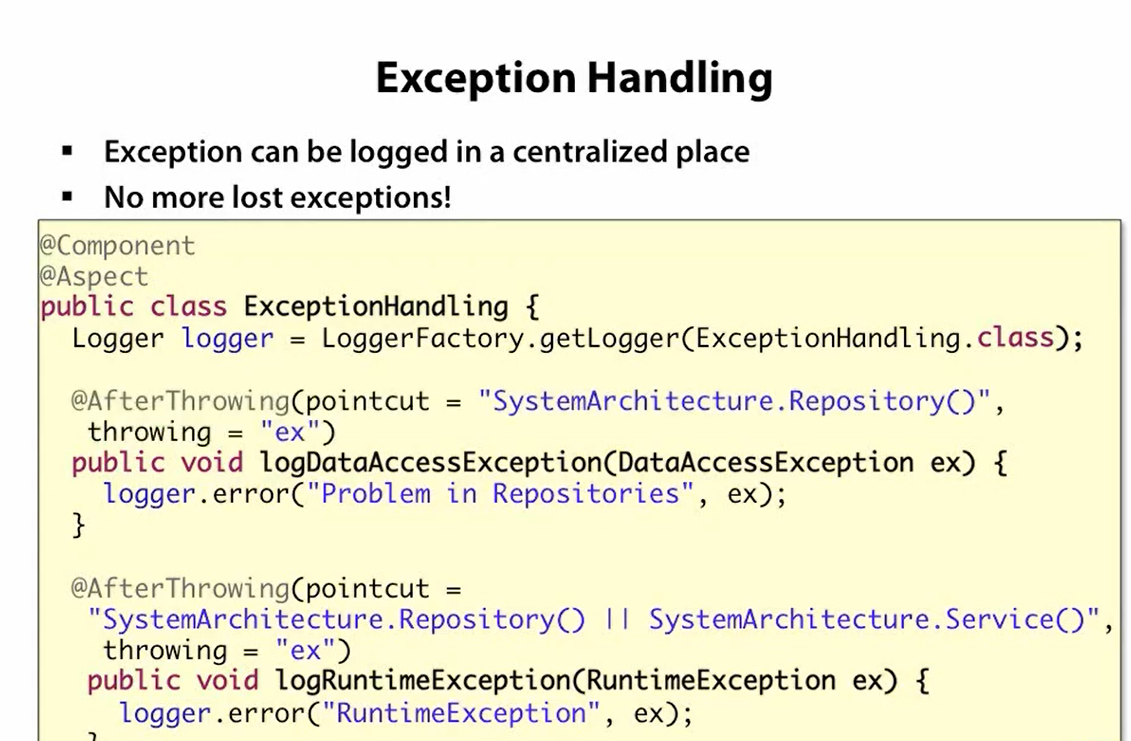 Exception Handling
▪ Exception can be logged in a centralized place
▪ No more lost exceptions!
@Component
@Aspect
public class ExceptionHandling {
  Logger logger = LoggerFactory.getLogger(ExceptionHandling.class);
  @AfterThrowing(pointcut = "SystemArchitecture.Repository()",
   throwing = "ex")
  public void logDataAccessException(DataAccessException ex) {
    logger.error("Problem in Repositories", ex);
  }
  @AfterThrowing(pointcut =
   "SystemArchitecture.Repository() || SystemArchitecture.Service()",
    throwing = "ex")
   public void logRuntimeException(RuntimeException ex) {
     logger.error("RuntimeException", ex);
   }